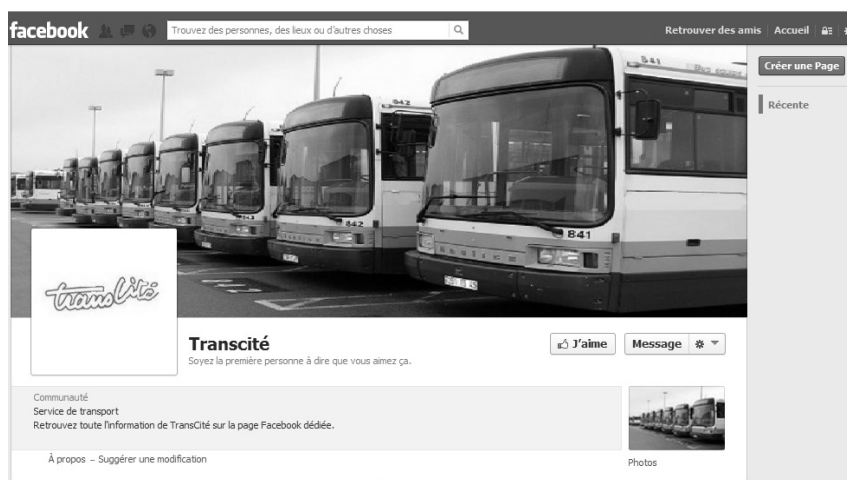 facebook
Trouvez des personnes, des lieux ou d'autres choses
Retrouver des amis Accueil
Créer une Page
Récente
841
842
842
841
transCité
Transcité
Soyez la première personne à dire que vous aimez ça.
J'aime
Message
Communauté
Service de transport
Retrouvez toute l'information de TransCité sur la page Facebook dédiée.
À propos – Suggérer une modification
Photos